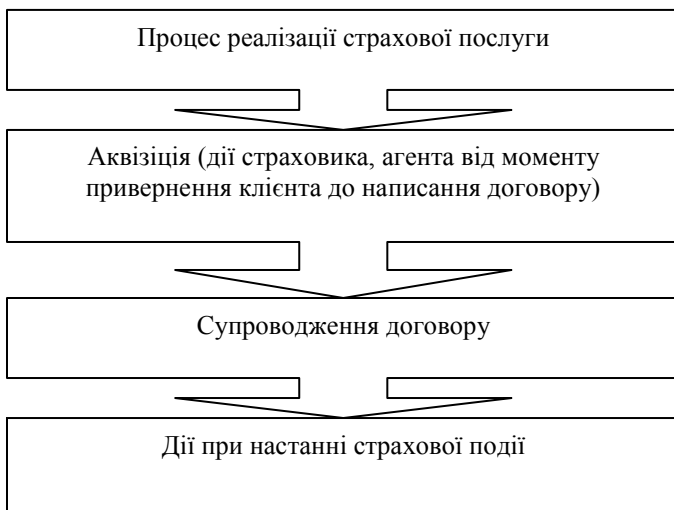 Процес реалізації страхової послуги
Аквізіція (дії страховика, агента від моменту
привернення клієнта до написання договору)
Супроводження договору
Дії при настанні страхової події